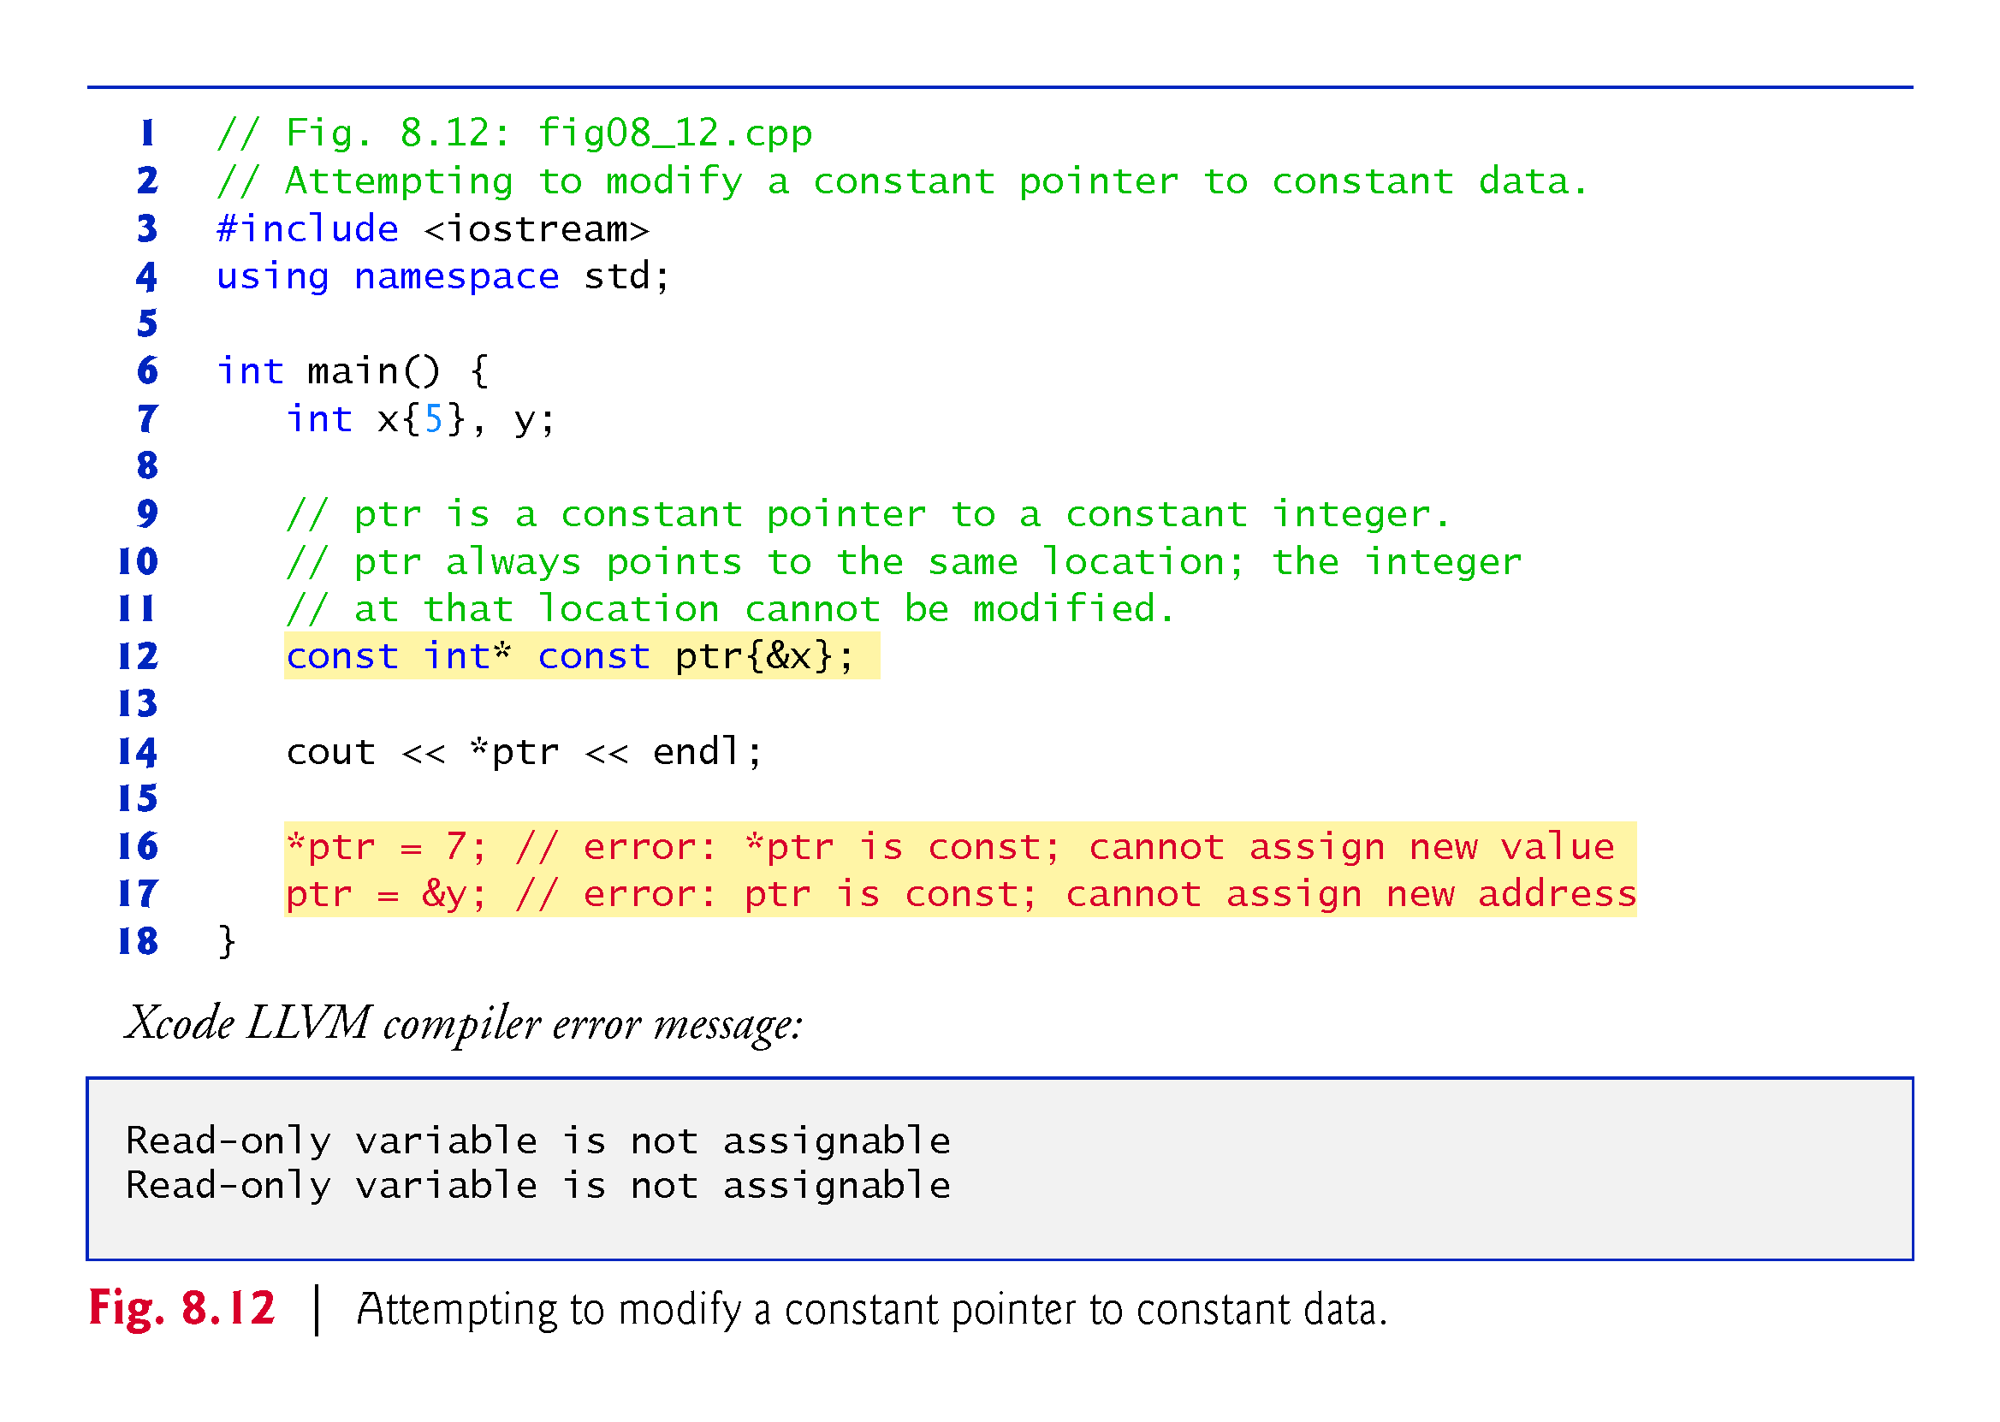 1 // Fig. 8.12: fig08_12.cpp
2 // Attempting to modify a constant pointer to constant data.
3 #include <iostream>
4 using namespace std;
5
6 int main() {
7    int x{5}, y;
8
9    // ptr is a constant pointer to a constant integer.
10    // ptr always points to the same location; the integer
11    // at that location cannot be modified.
12    const int* const ptr{&x};
13
14    cout << *ptr << endl;
15
16    *ptr = 7; // error: *ptr is const; cannot assign new value
17    ptr = &y; // error: ptr is const; cannot assign new address
18 }
Xcode LLVM compiler error message:
Read-only variable is not assignable
Read-only variable is not assignable
Fig. 8.12 | Attempting to modify a constant pointer to constant data.